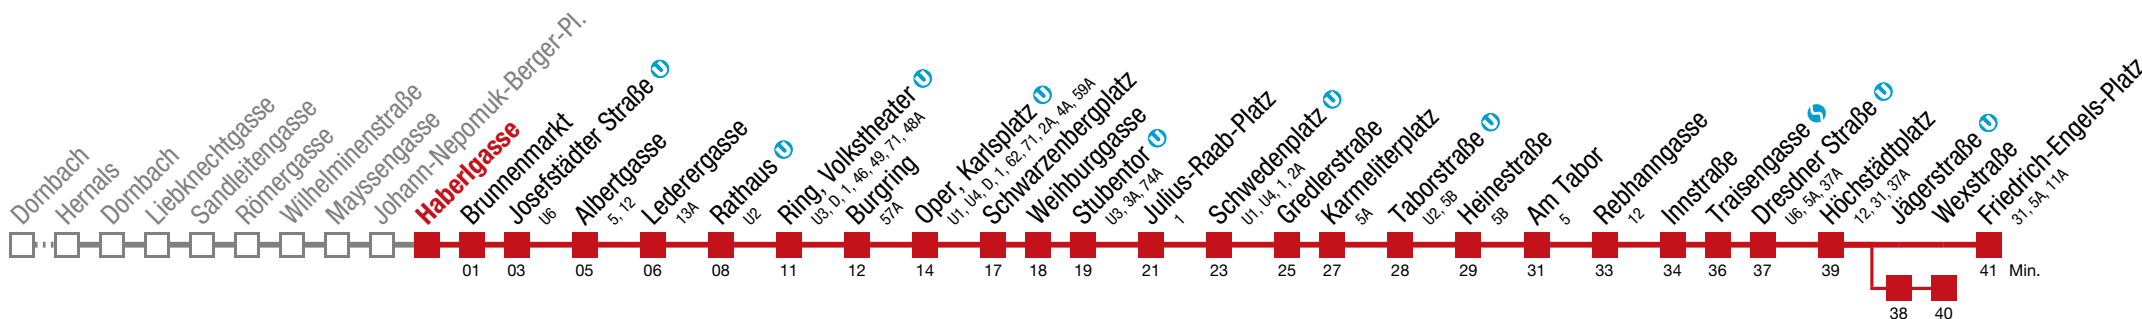 Dornbach
Hernals
Dornbach
Liebknechtgasse
Sandleitengasse
Römergasse
Wilhelminenstraße
Mayssengasse
Johann-Nepomuk-Berger-Pl.
Haberlgasse
Brunnenmarkt
Josefstädter Straße U
U6
Albertgasse
5, 12
Lederergasse
13A
Rathaus U
U2
Ring, Volkstheater U
U3, D, 1, 46, 49, 71, 48A
Burgring
57A
Oper, Karlsplatz U
U1, U4, D, 1, 62, 71, 2A, 4A, 59A
Schwarzenbergplatz
Weihburggasse
Stubentor U
U3, 3A, 74A
Julius-Raab-Platz
1
Schwedenplatz U
U1, U4, 1, 2A
Gredlerstraße
Karmeliterplatz
5A
Taborstraße U
U2, 5B
Heinestraße
5B
Am Tabor
5
Rebhanngasse
12
Innstraße
Traisengasse S
Dresdner Straße U
U6, 5A, 37A
Höchstädtplatz
12, 31, 37A
Jägerstraße U
Wexstraße
Friedrich-Engels-Platz
31, 5A, 11A
01 03 05 06 08 11 12 14 17 18 19 21 23 25 27 28 29 31 33 34 36 37 39 41 Min.
38 40